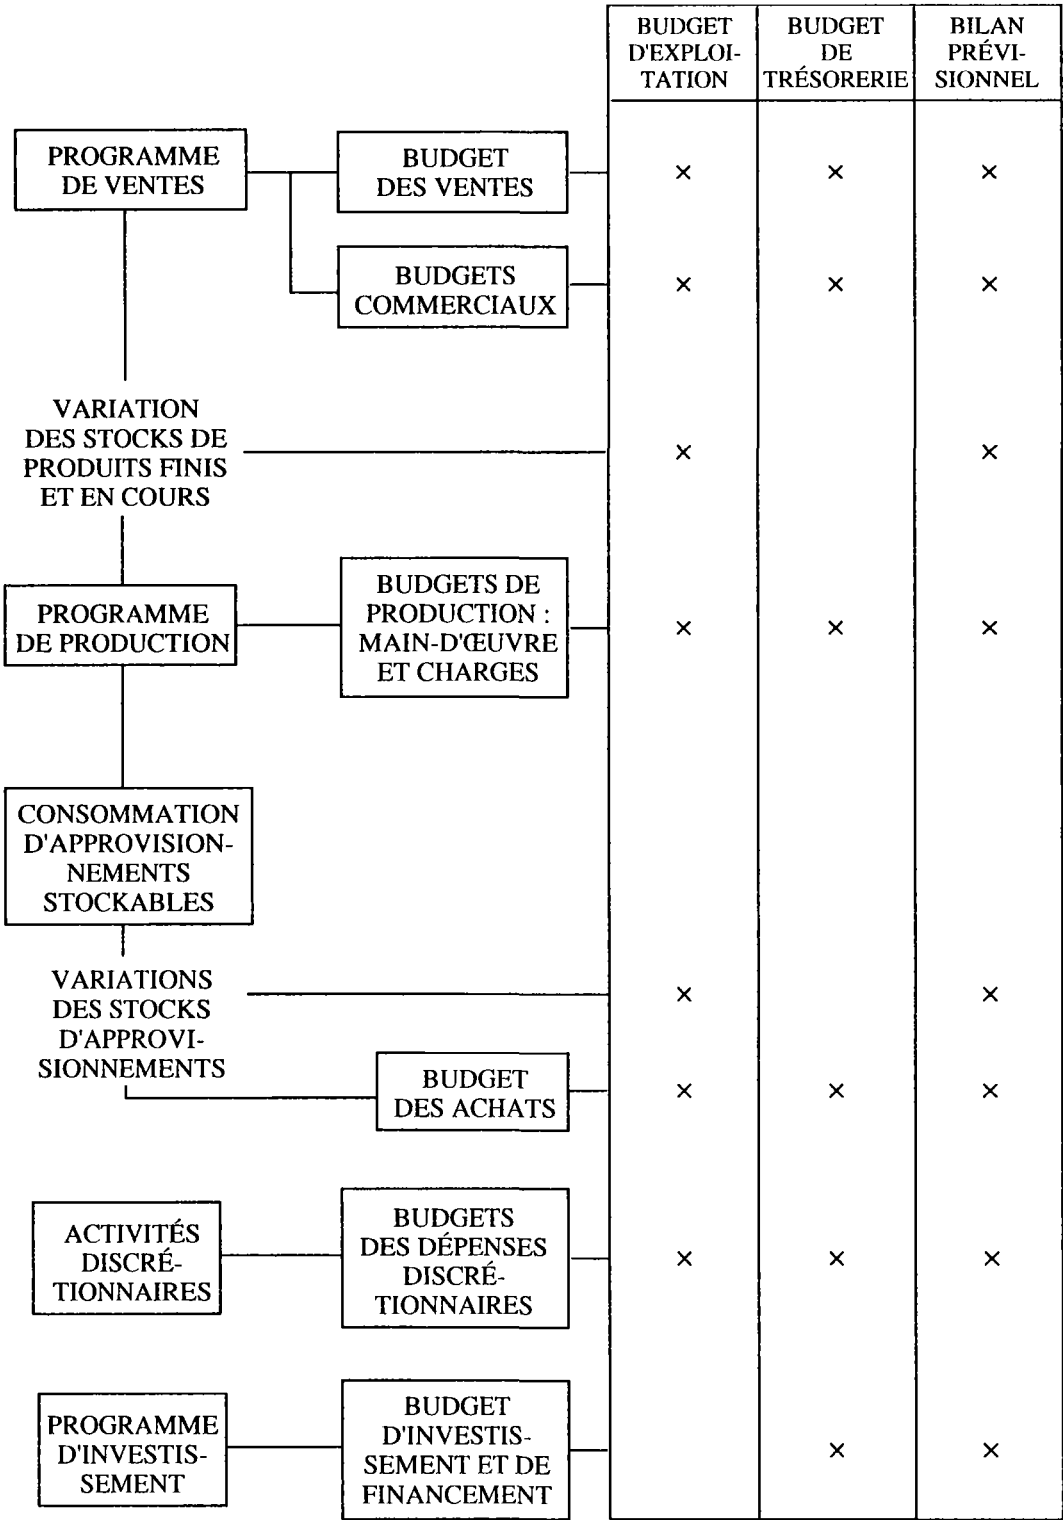 BUDGET
D'EXPLOI-
TATION
BUDGET
DE
TRÉSORERIE
BILAN
PRÉVI-
SIONNEL
PROGRAMME
DE VENTES
BUDGET
DES VENTES
× × ×
BUDGETS
COMMERCIAUX
× × ×
VARIATION
DES STOCKS DE
PRODUITS FINIS
ET EN COURS
× ×
PROGRAMME
DE PRODUCTION
BUDGETS DE
PRODUCTION :
MAIN-D'ŒUVRE
ET CHARGES
× × ×
CONSOMMATION
D'APPROVISION-
NEMENTS
STOCKABLES
VARIATIONS
DES STOCKS
D'APPROVI-
SIONNEMENTS
× ×
BUDGET
DES ACHATS
× × ×
ACTIVITÉS
DISCRÉ-
TIONNAIRES
BUDGETS
DES DÉPENSES
DISCRÉ-
TIONNAIRES
× × ×
PROGRAMME
D'INVESTIS-
SEMENT
BUDGET
D'INVESTIS-
SEMENT ET DE
FINANCEMENT
× ×